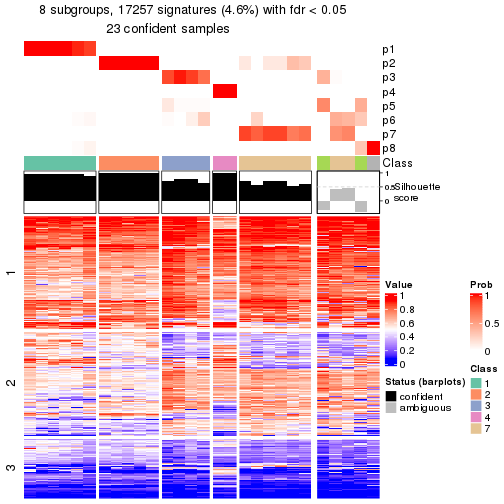 8 subgroups, 17257 signatures (4.6%) with fdr < 0.05
23 confident samples
p1
p2
p3
p4
p5
p6
p7
p8
Class
1
0.5
0
Silhouette
score
1
2
3
Value
1
0.8
0.6
0.4
0.2
0
Prob
1
0.5
0
Status (barplots)
confident
ambiguous
Class
1
2
3
4
7